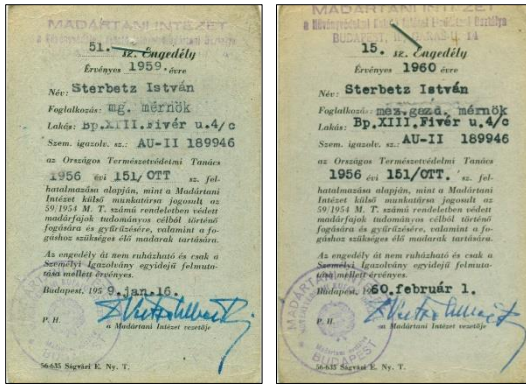 MADÁRTANI INTÉZET
51. sz. Engedély
Érvényes 1959. évre
Név: Sterbetz István
Foglalkozás: mg. mérnök
Lakás: Bp.XIII.Fivér u.4/c
Szem. igazolv. sz.: AU-II 189946
az Országos Természetvédelmi Tanács
1956 évi 151/OTT sz. fel-
hatalmazása alapján, mint a Madártani
Intézet külső munkatársa jogosult az
59/1954 M. T. számú rendeletben védett
madárfajok tudományos célból történő
fogására és gyűrűzésére, valamint a fo-
gáshoz szükséges élő madarak tartására.
Az engedély át nem ruházható és csak a
Személyi Igazolvány egyidejű felmuta-
tása mellett érvényes.
Budapest, 195 9.jan.16.
P. H.
a Madártani Intézet vezetője
56-635 Ságvári E. Ny. T.
MADÁRTANI INTÉZET
15. sz. Engedély
Érvényes 1960 évre
Név: Sterbetz István
Foglalkozás: mez.gazd. mérnök
Lakás: Bp.XIII.Fivér u.4/c
Szem. igazolv. sz.: AU-II 189946
az Országos Természetvédelmi Tanács
1956 évi 151/OTT. sz. fel-
hatalmazása alapján, mint a Madártani
Intézet külső munkatársa jogosult az
59/1954 M. T. számú rendeletben védett
madárfajok tudományos célból történő
fogására és gyűrűzésére, valamint a fo-
gáshoz szükséges élő madarak tartására.
Az engedély át nem ruházható és csak a
Személyi Igazolvány egyidejű felmuta-
tása mellett érvényes.
Budapest, 1960.február 1.
P. H.
a Madártani Intézet vezetője
BUDAPEST
56-635 Ságvári E. Ny. T.